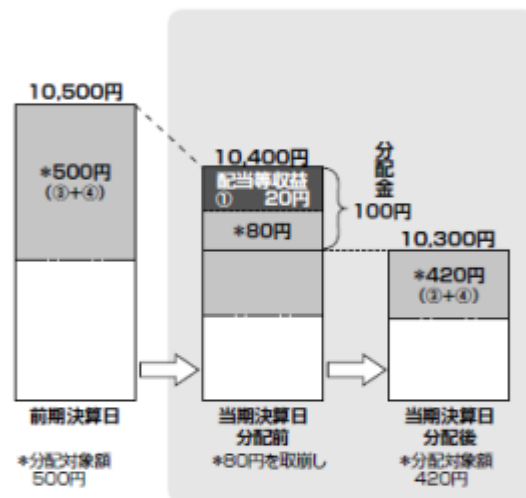 10,500円
*500円
(③+④)
前期決算日
*分配対象額
500円
10,400円
配当等収益
① 20円
*80円
分配金
100円
当期決算日
分配前
*80円を取崩し
10,300円
*420円
(③+④)
当期決算日
分配後
*分配対象額
420円